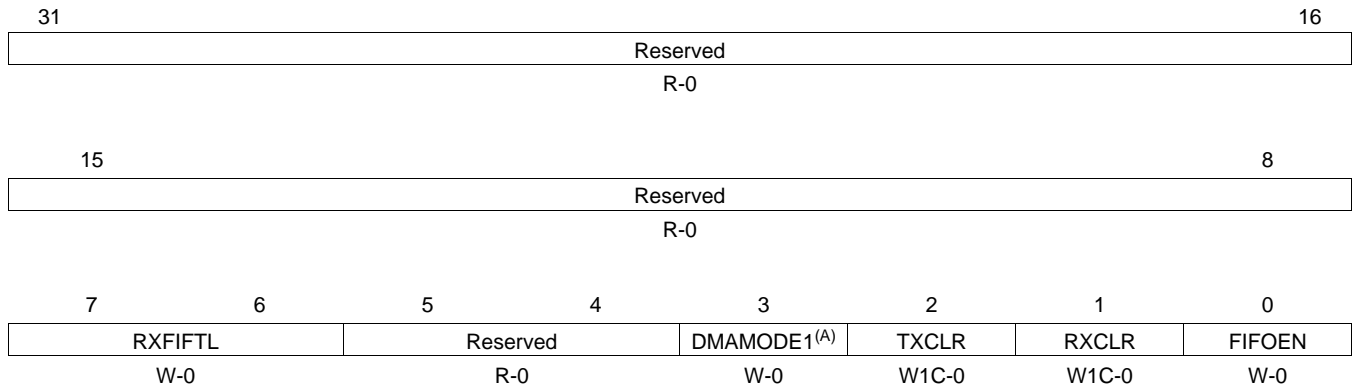 31 16
Reserved
R-0
15 8
Reserved
R-0
7 6 5 4 3 2 1 0
RXFIFTL Reserved DMAMODE1(A) TXCLR RXCLR FIFOEN
W-0 R-0 W-0 W1C-0 W1C-0 W-0